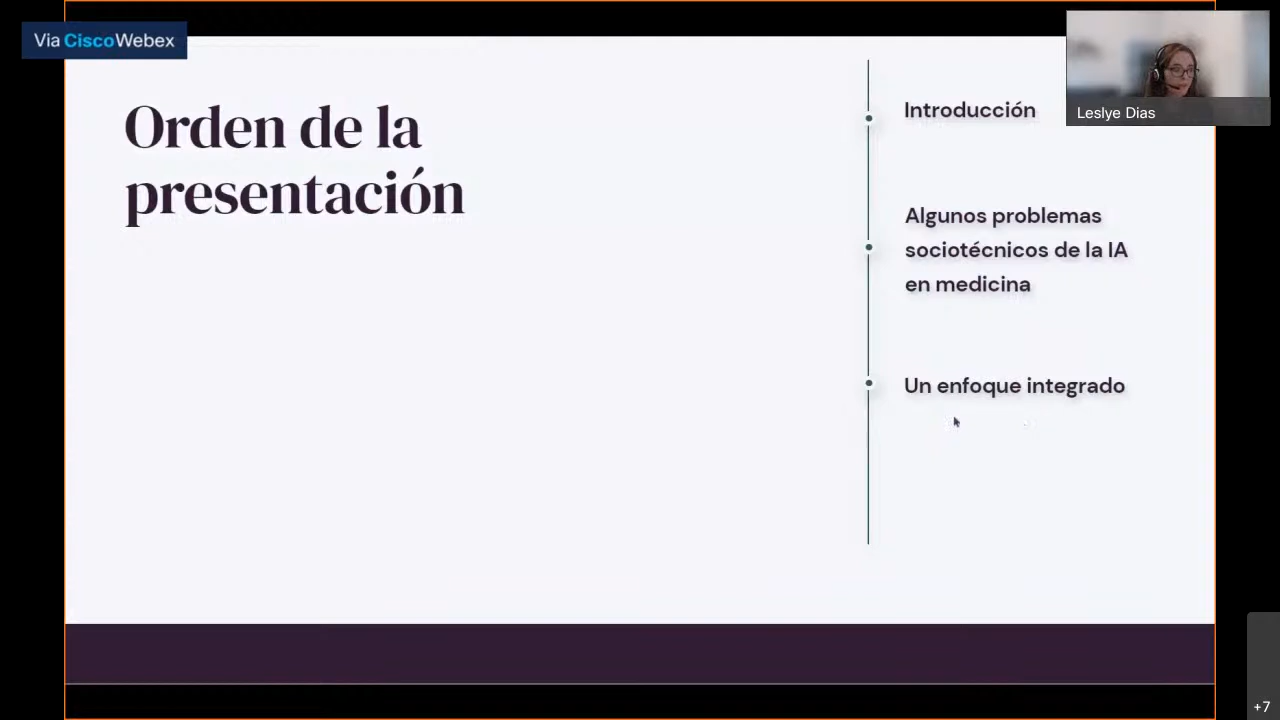 Via CiscoWebex
Orden de la
presentación
Introducción
Algunos problemas
sociotécnicos de la IA
en medicina
Un enfoque integrado
Leslye Dias
+7